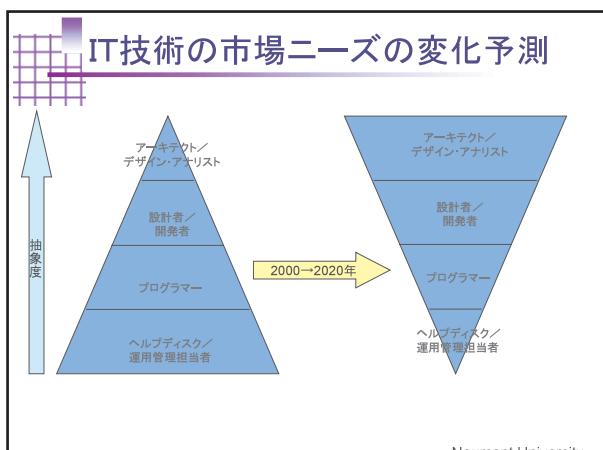 IT技術の市場ニーズの変化予測
抽象度
アーキテクト／
デザイン・アナリスト
設計者／
開発者
プログラマー
ヘルプディスク／
運用管理担当者
2000→2020年
アーキテクト／
デザイン・アナリスト
設計者／
開発者
プログラマー
ヘルプディスク／
運用管理担当者